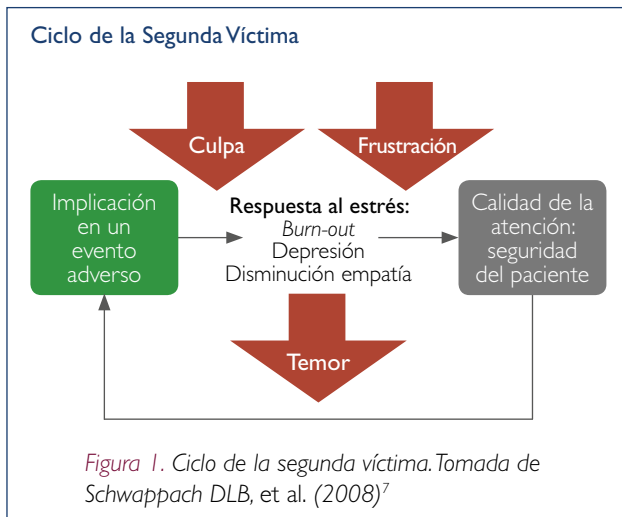 Ciclo de la Segunda Víctima
Culpa
Frustración
Implicación
en un
evento
adverso
Respuesta al estrés:
Burn-out
Depresión
Disminución empatía
Calidad de la
atención:
seguridad
del paciente
Temor
Figura 1. Ciclo de la segunda víctima. Tomada de
Schwappach DLB, et al. (2008)7